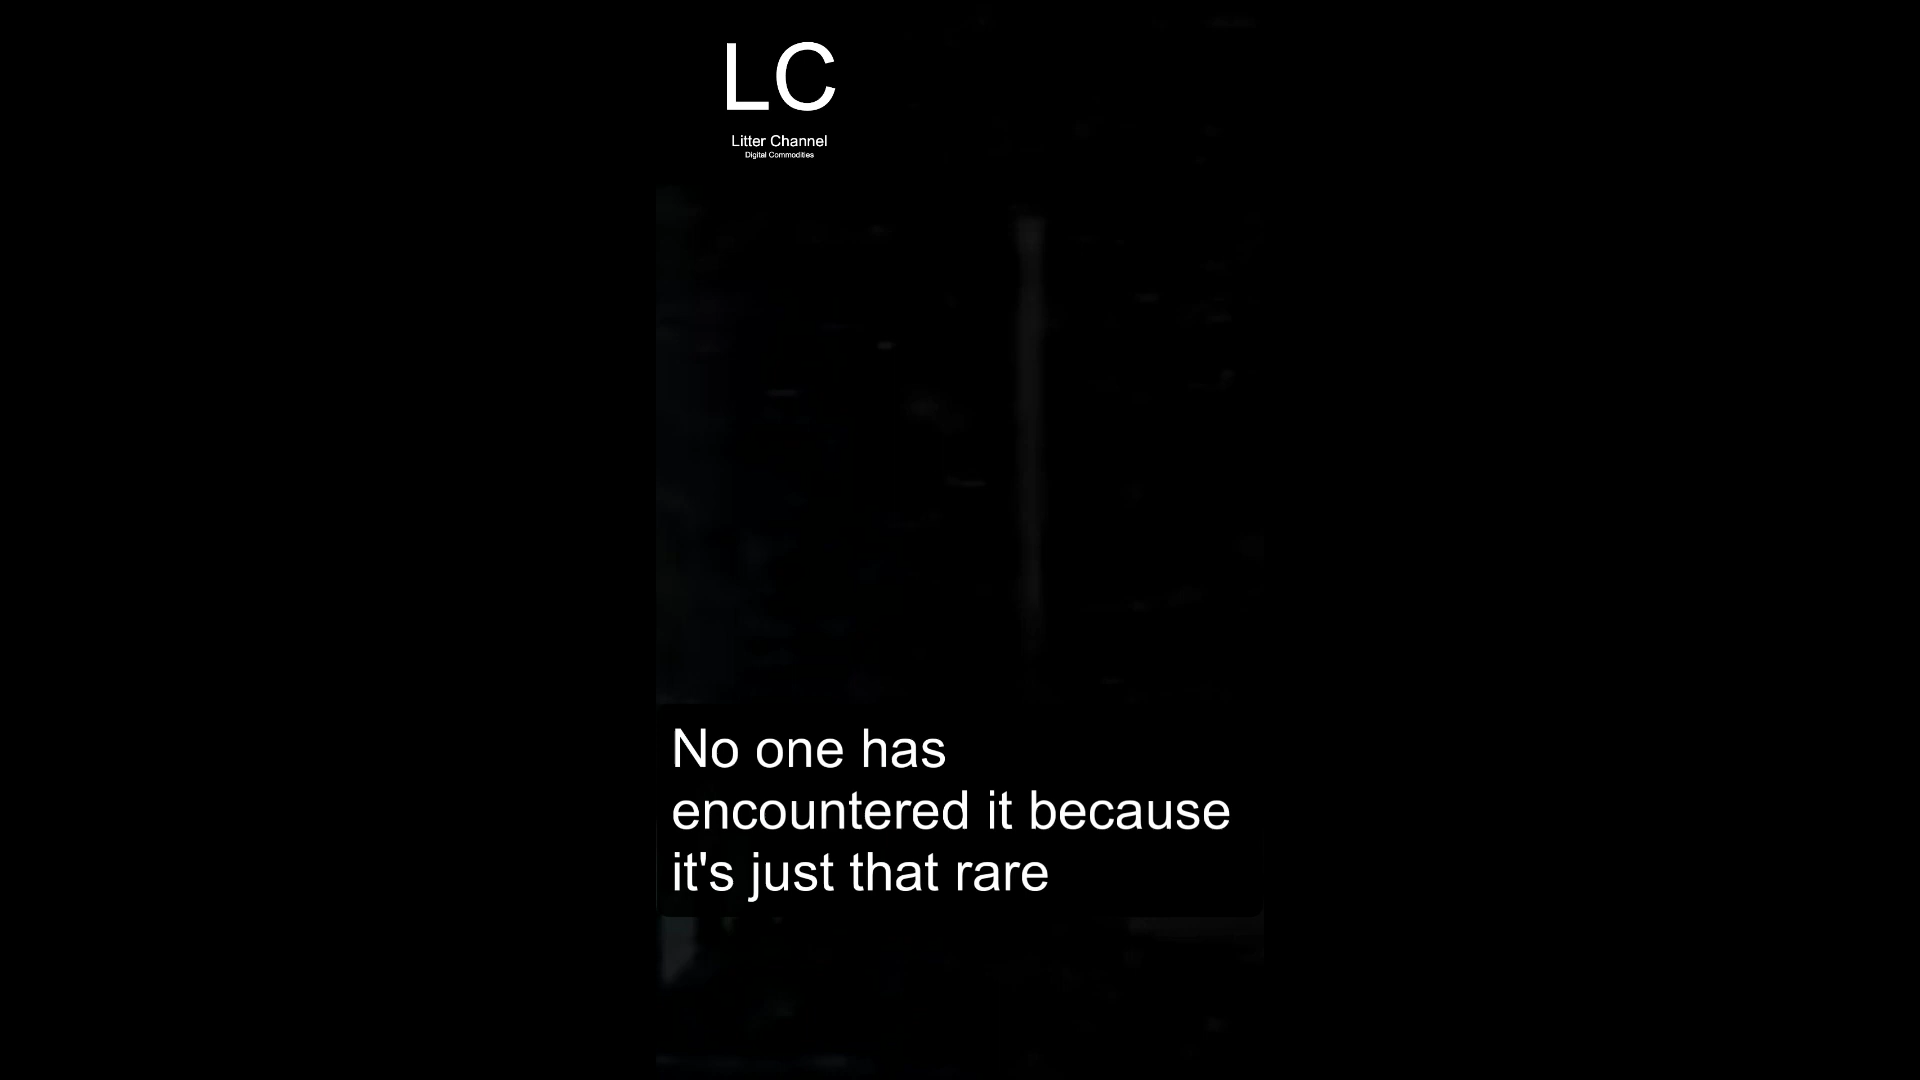 LC
Litter Channel
Digital Commodities
No one has
encountered it because
it's just that rare